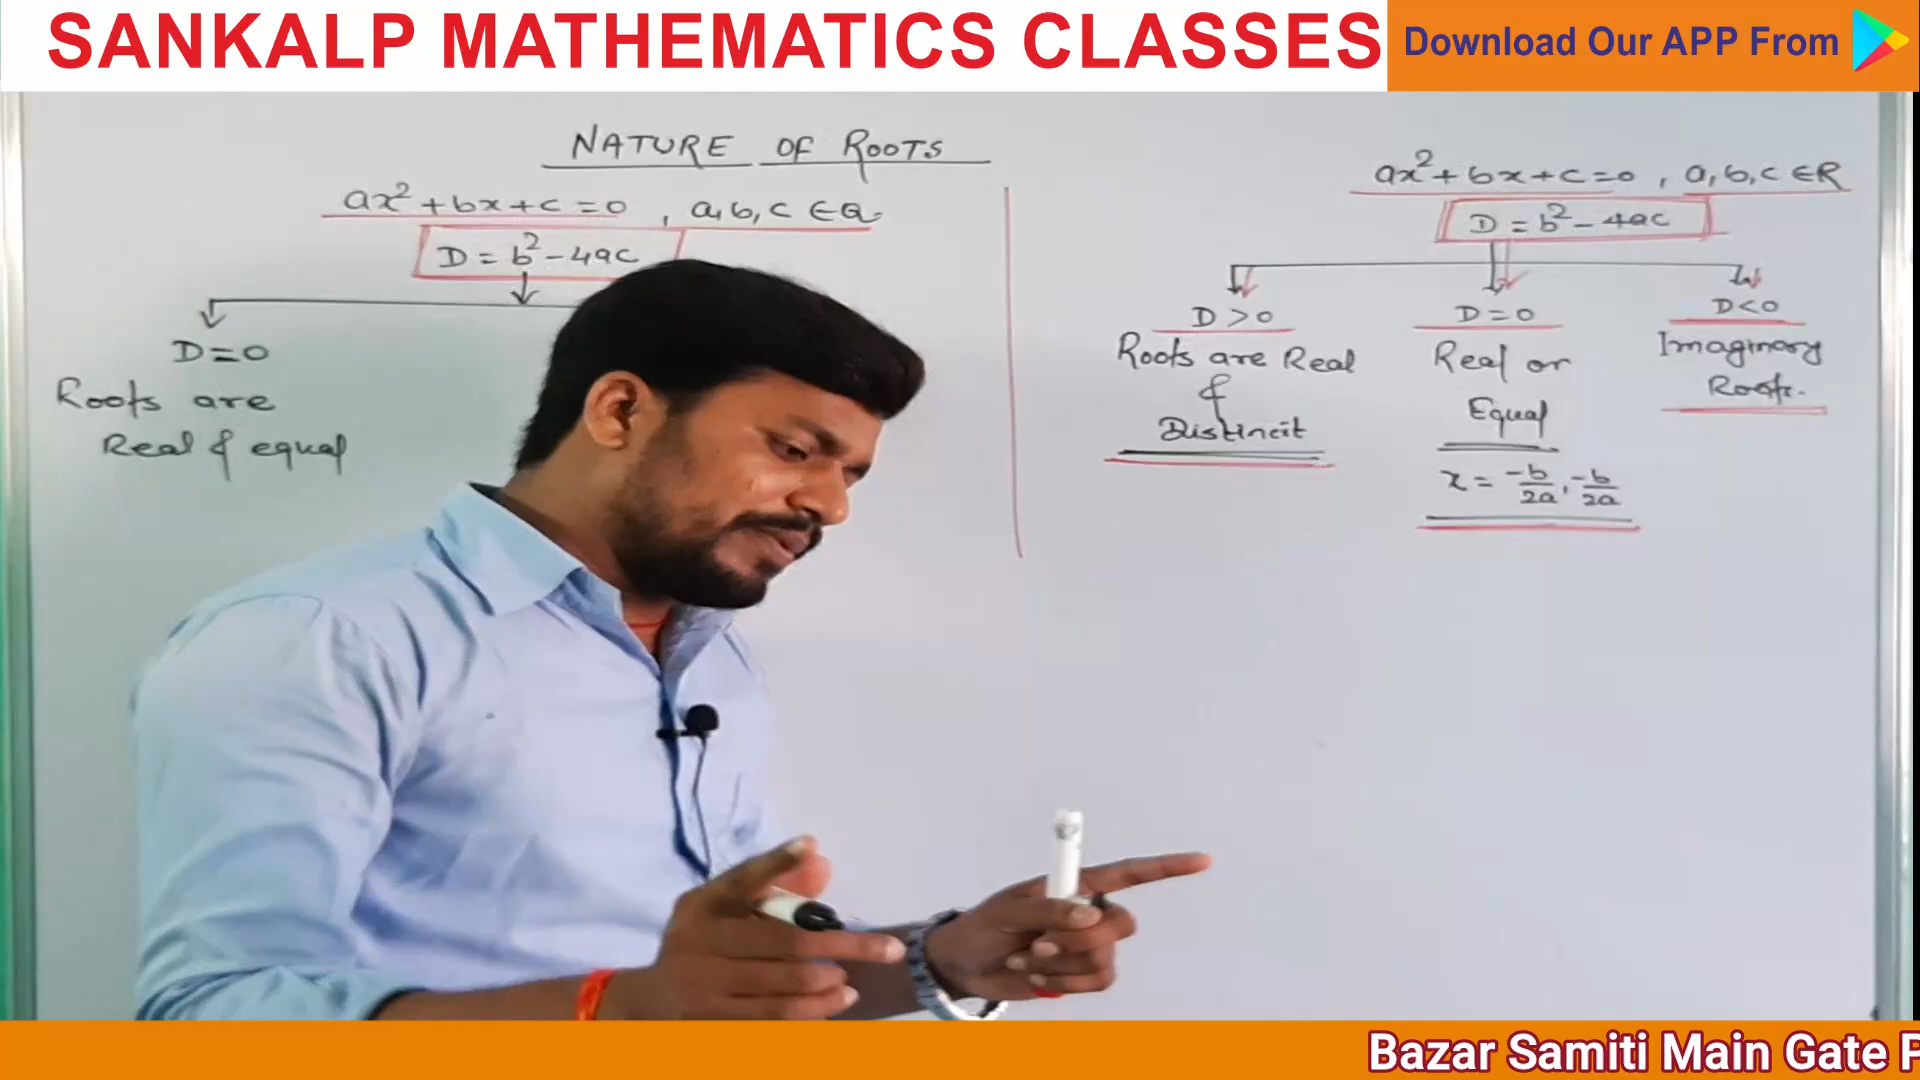 SANKALP MATHEMATICS CLASSES
Download Our APP From
NATURE OF ROOTS
ax²+bx+c=0 , a,b,c ∈Q.
D = b²-4ac
D=0
Roots are
Real & equal
ax²+bx+c=0 , a,b,c ∈R
D = b²-4ac
D>0
Roots are Real
&
Distincit
D=0
Real or
Equal
x = -b/2a, -b/2a
D<0
Imaginary
Roots.
Bazar Samiti Main Gate P